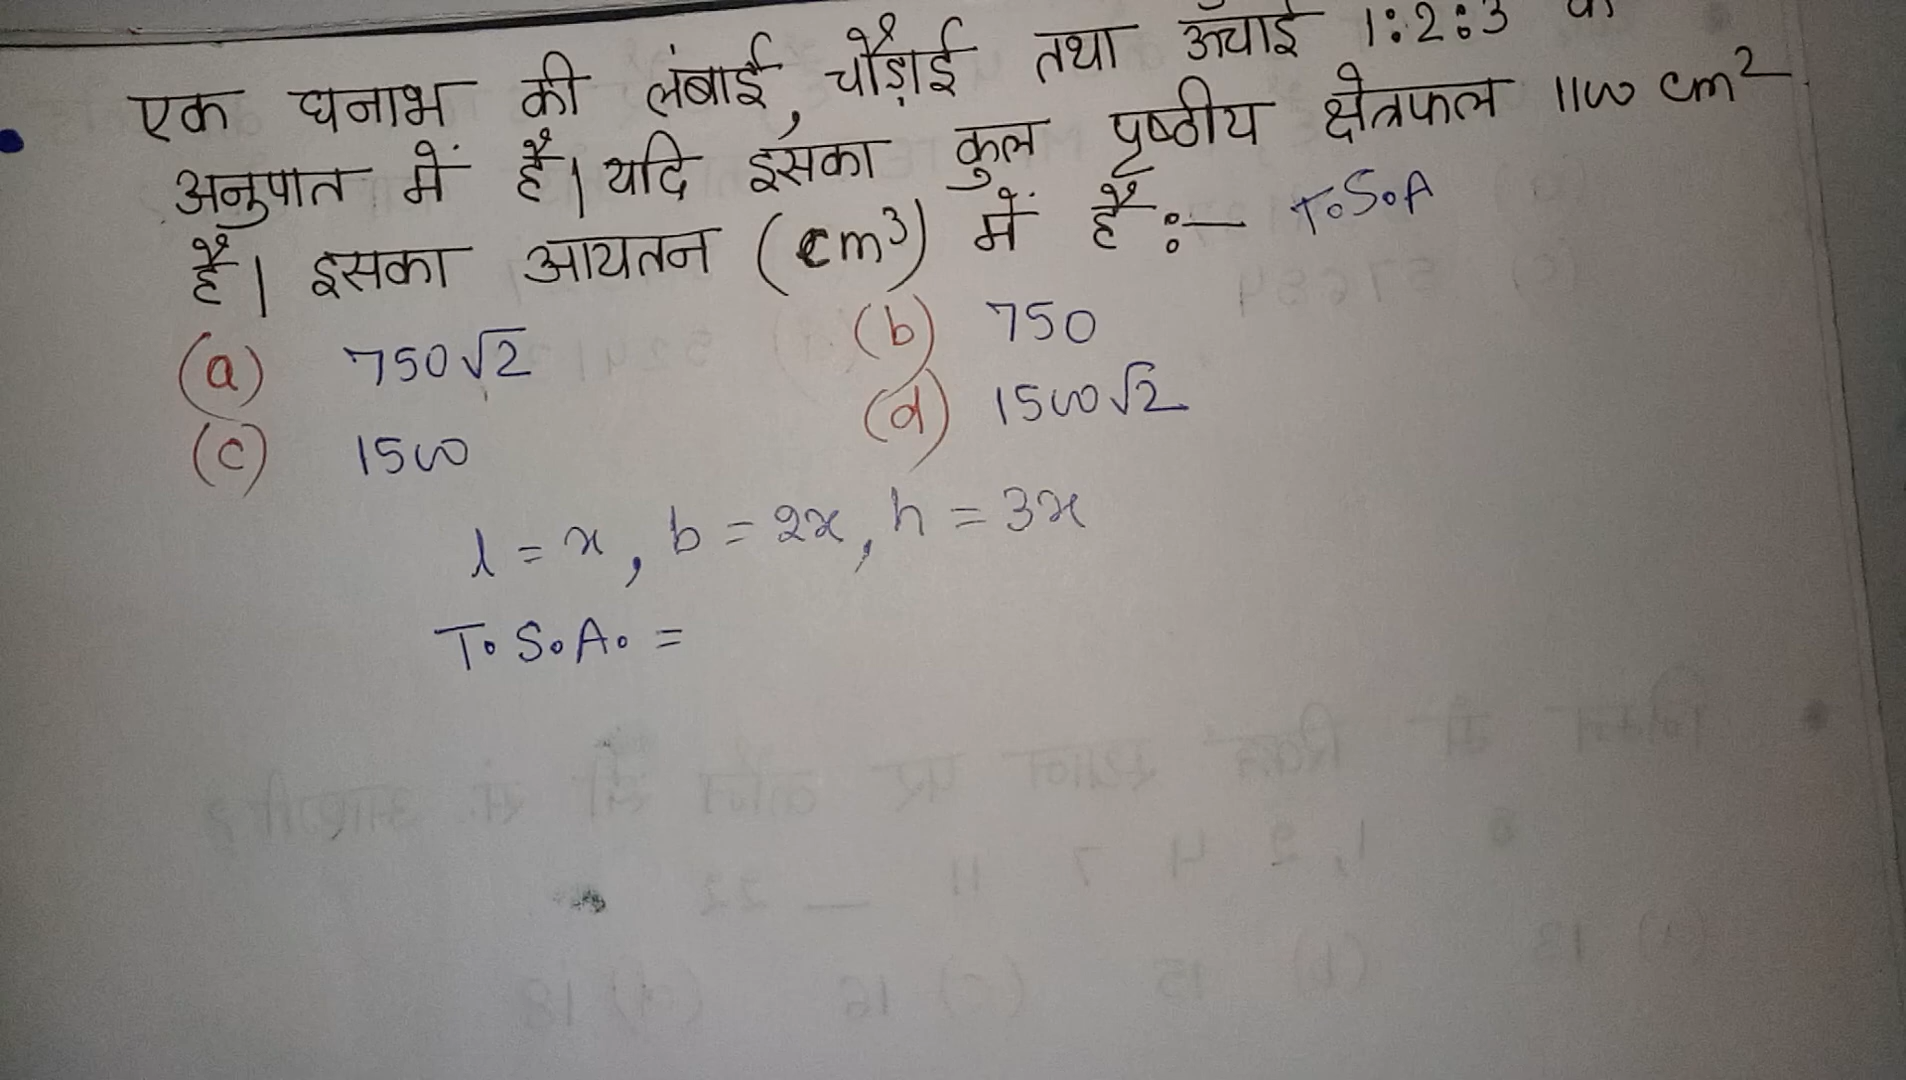 एक घनाभ की लंबाई, चौड़ाई तथा ऊँचाई 1:2:3 के
अनुपात में है। यदि इसका कुल पृष्ठीय क्षेत्रफल 1100 cm²
है। इसका आयतन (cm³) में है:— T.S.A
(a) 750√2 (b) 750
(c) 1500 (d) 1500√2
l = x, b = 2x, h = 3x
T.S.A. =